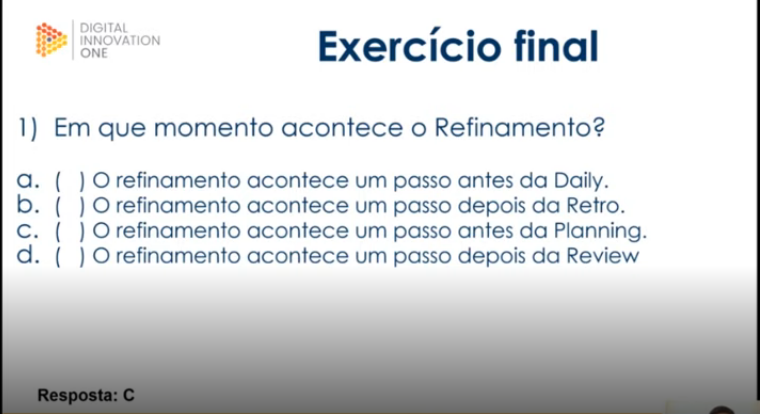 DIGITAL
INNOVATION
ONE
Exercício final
1) Em que momento acontece o Refinamento?
a. ( ) O refinamento acontece um passo antes da Daily.
b. ( ) O refinamento acontece um passo depois da Retro.
c. ( ) O refinamento acontece um passo antes da Planning.
d. ( ) O refinamento acontece um passo depois da Review
Resposta: C